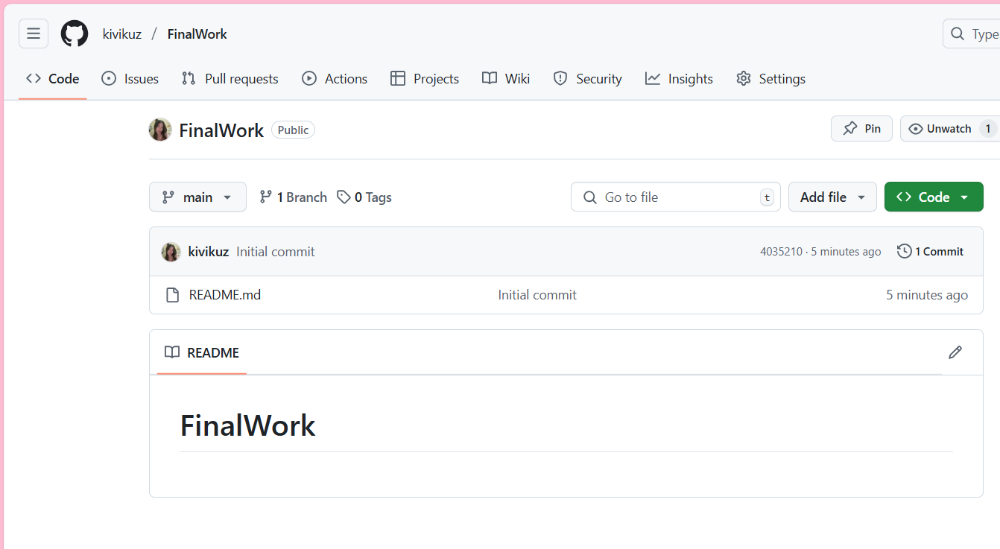 kivikuz / FinalWork
Type
Code Issues Pull requests Actions Projects Wiki Security Insights Settings
FinalWork Public Pin Unwatch 1
main 1 Branch 0 Tags Go to file t Add file Code
kivikuz Initial commit 4035210 · 5 minutes ago 1 Commit
README.md Initial commit 5 minutes ago
README
FinalWork